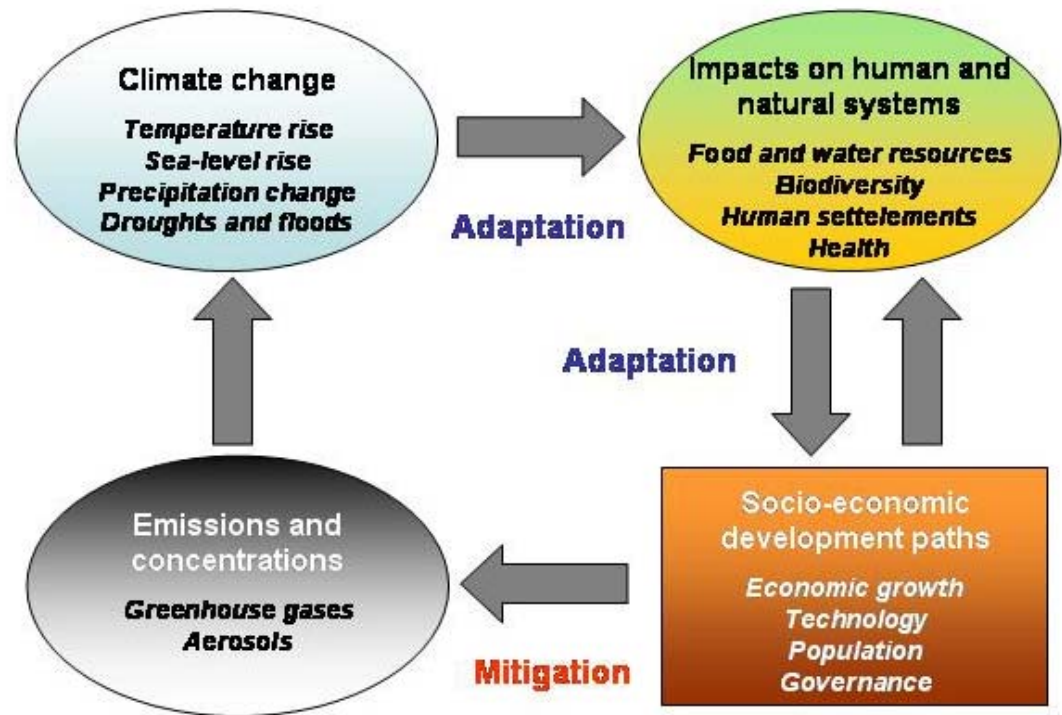 Climate change
Temperature rise
Sea-level rise
Precipitation change
Droughts and floods
Adaptation
Impacts on human and
natural systems
Food and water resources
Biodiversity
Human settelements
Health
Adaptation
Emissions and
concentrations
Greenhouse gases
Aerosols
Mitigation
Socio-economic
development paths
Economic growth
Technology
Population
Governance